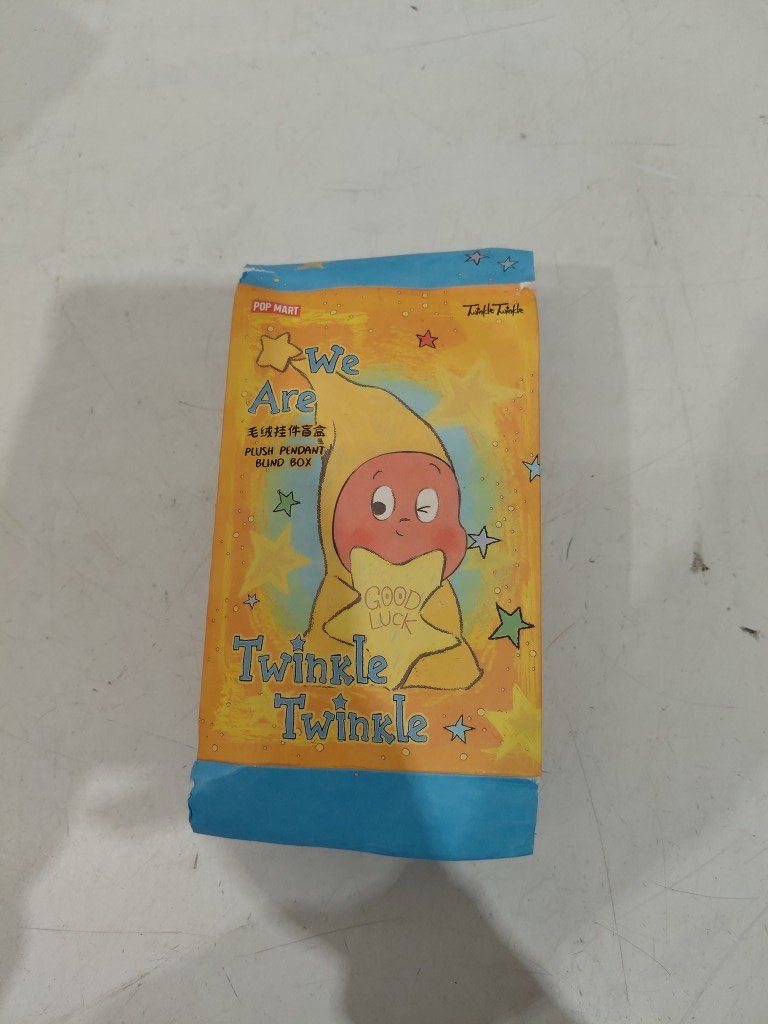 POP MART
Twinkle Twinkle
We
Are
毛绒挂件盲盒
PLUSH PENDANT
BLIND BOX
GOOD
LUCK
Twinkle
Twinkle